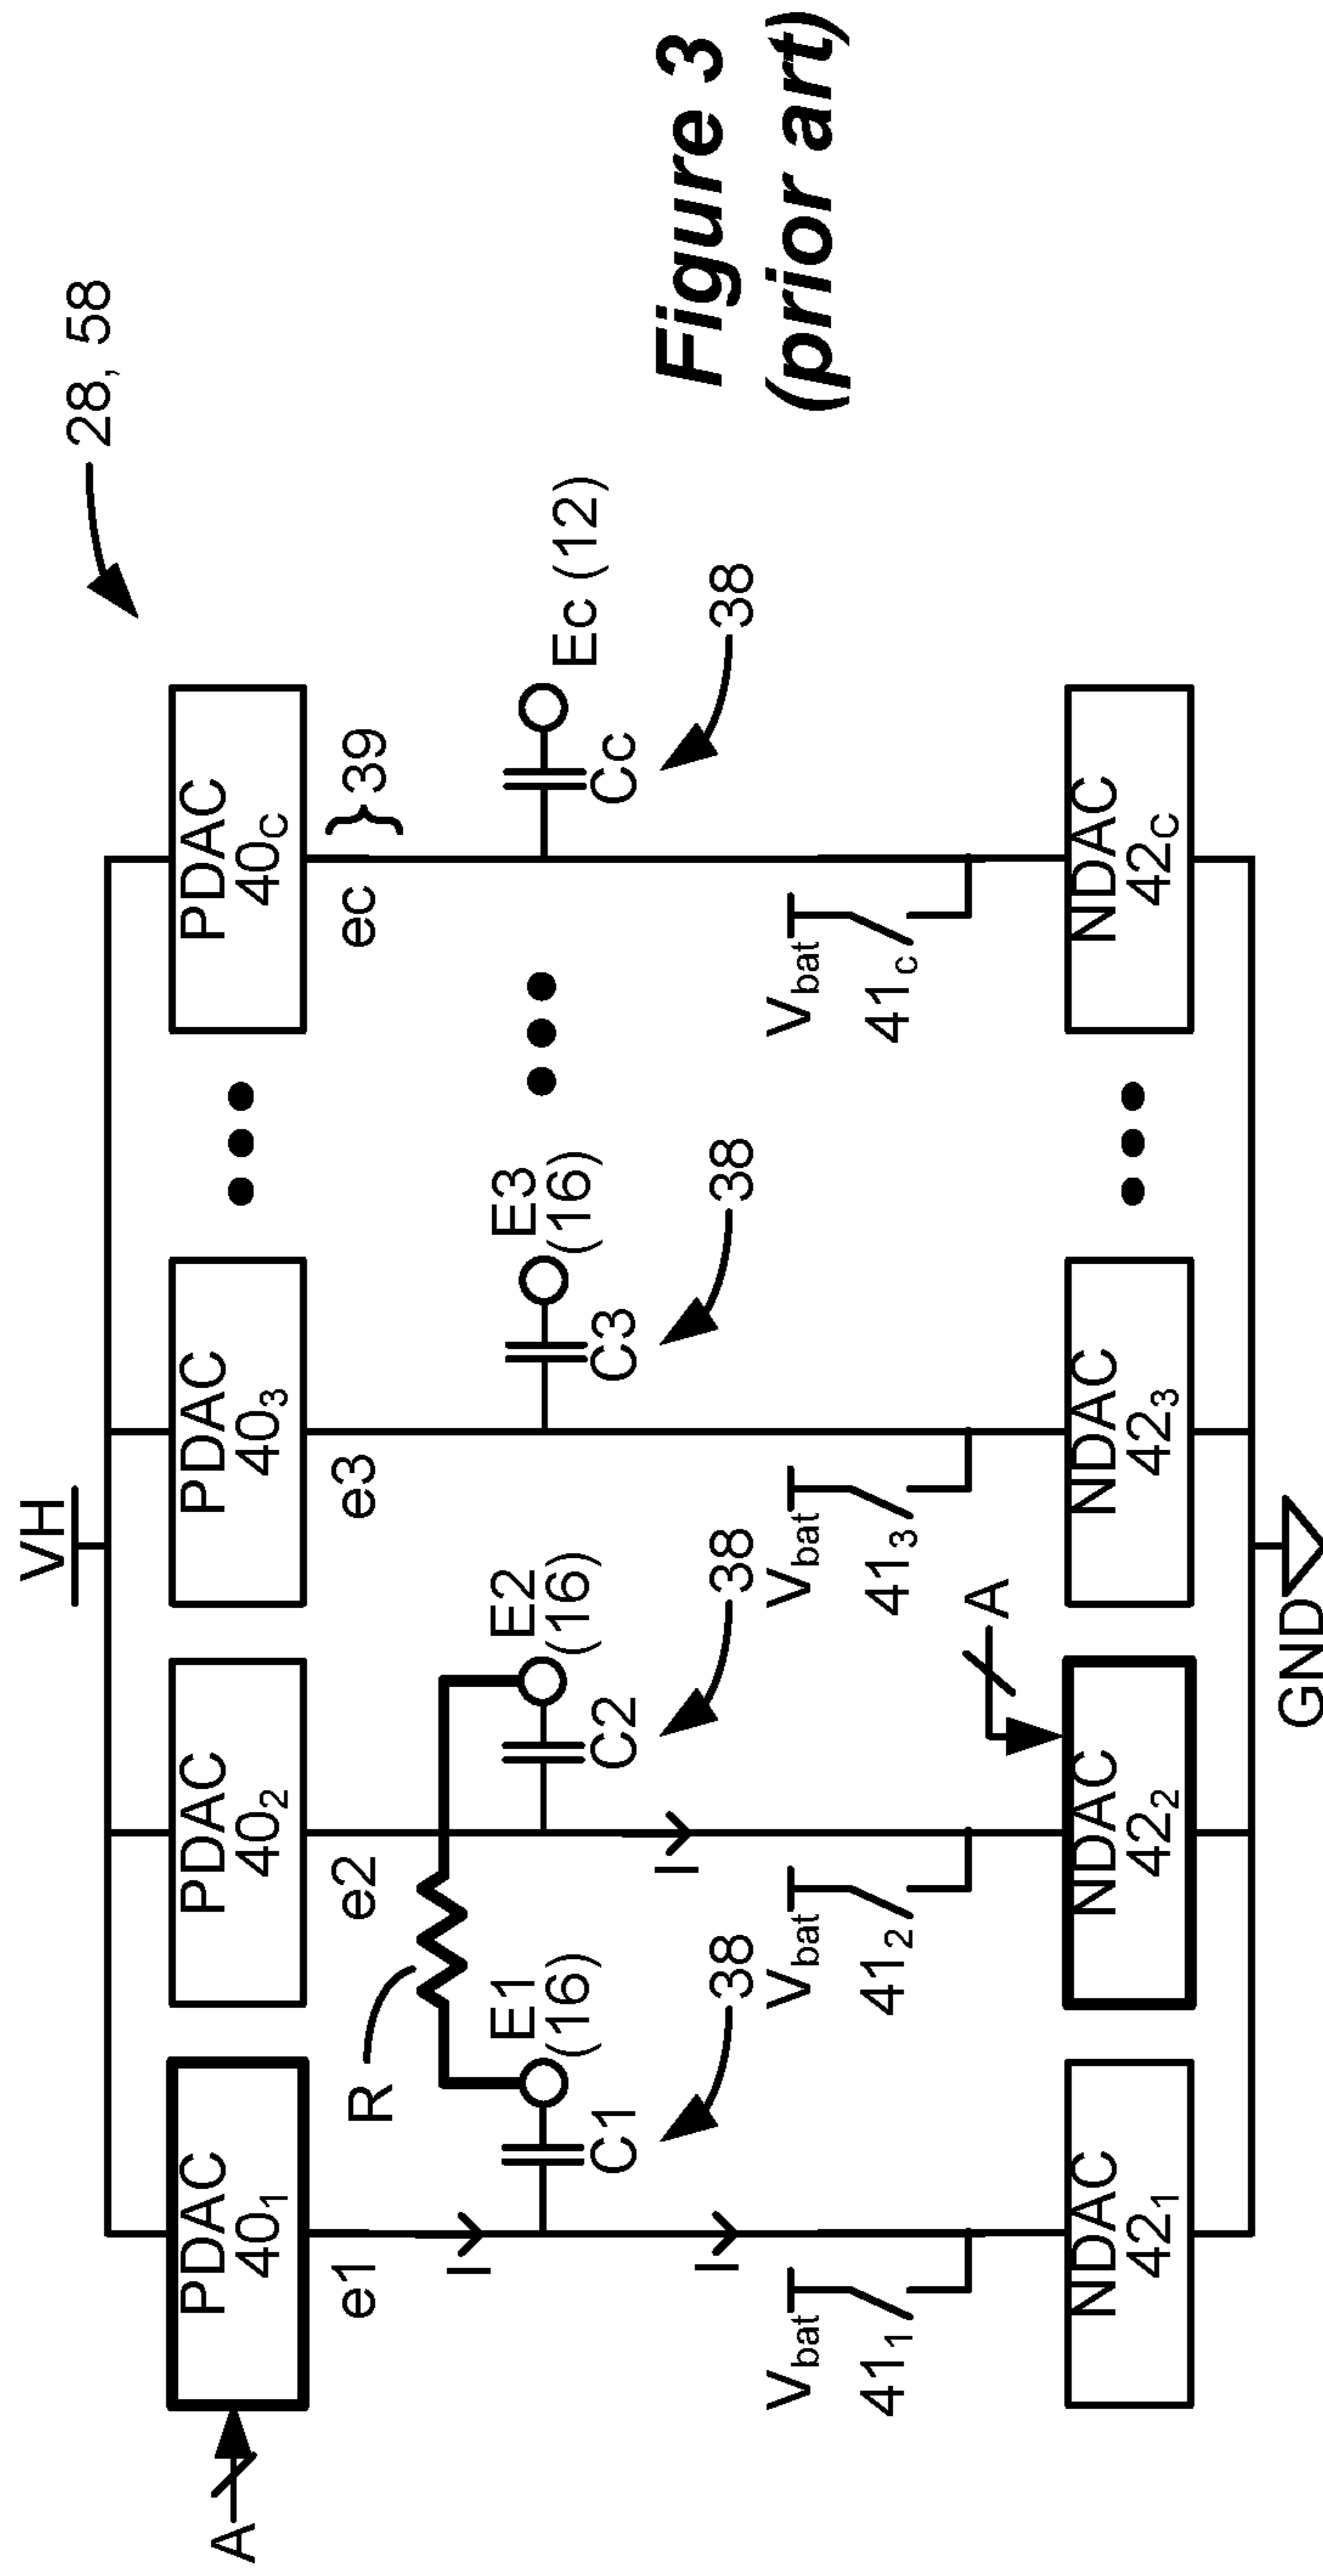 VH
28, 58
A
PDAC
40₁
PDAC
40₂
PDAC
40₃
PDAC
40C
e1
e2
e3
ec
}39
R
I
E1
(16)
E2
(16)
E3
(16)
Ec (12)
C1
C2
C3
Cc
I
I
38
38
38
38
Vbat
41₁
Vbat
41₂
Vbat
41₃
Vbat
41c
A
NDAC
42₁
NDAC
42₂
NDAC
42₃
NDAC
42C
GND
Figure 3
(prior art)